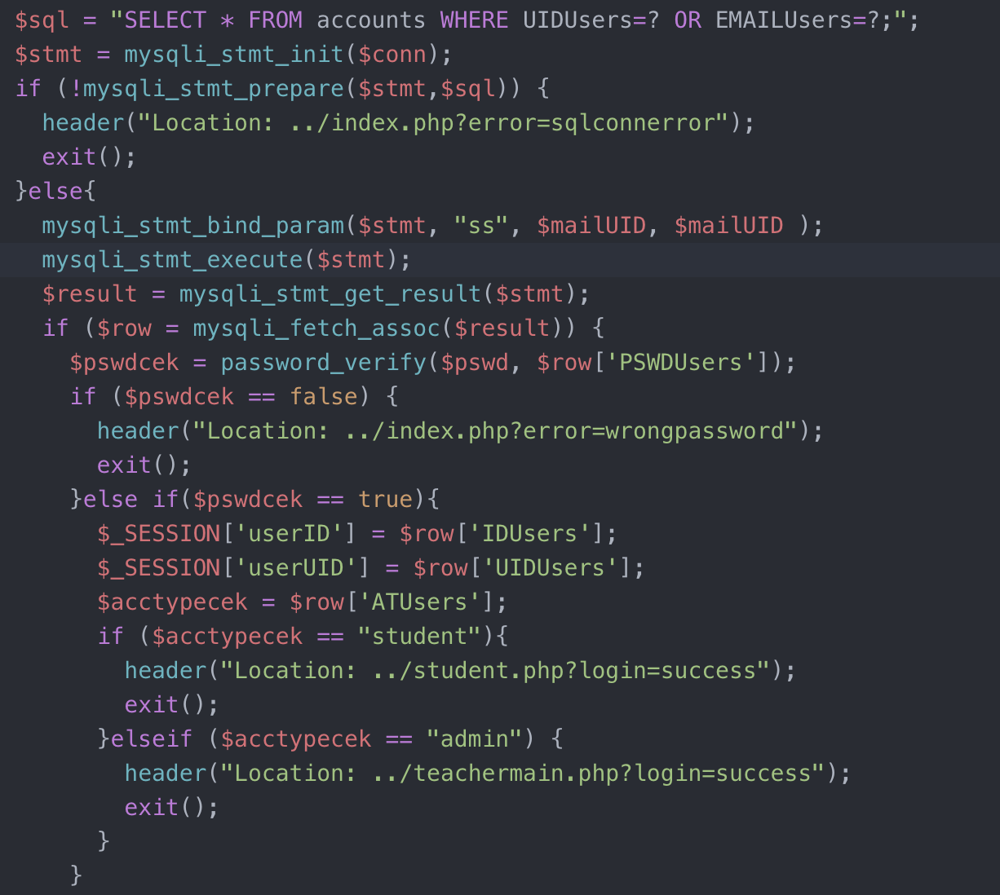 $sql = "SELECT * FROM accounts WHERE UIDUsers=? OR EMAILUsers=?;";
$stmt = mysqli_stmt_init($conn);
if (!mysqli_stmt_prepare($stmt,$sql)) {
  header("Location: ../index.php?error=sqlconnerror");
  exit();
}else{
  mysqli_stmt_bind_param($stmt, "ss", $mailUID, $mailUID );
  mysqli_stmt_execute($stmt);
  $result = mysqli_stmt_get_result($stmt);
  if ($row = mysqli_fetch_assoc($result)) {
    $pswdcek = password_verify($pswd, $row['PSWDUsers']);
    if ($pswdcek == false) {
      header("Location: ../index.php?error=wrongpassword");
      exit();
    }else if($pswdcek == true){
      $_SESSION['userID'] = $row['IDUsers'];
      $_SESSION['userUID'] = $row['UIDUsers'];
      $acctypecek = $row['ATUsers'];
      if ($acctypecek == "student"){
        header("Location: ../student.php?login=success");
        exit();
      }elseif ($acctypecek == "admin") {
        header("Location: ../teachermain.php?login=success");
        exit();
      }
    }